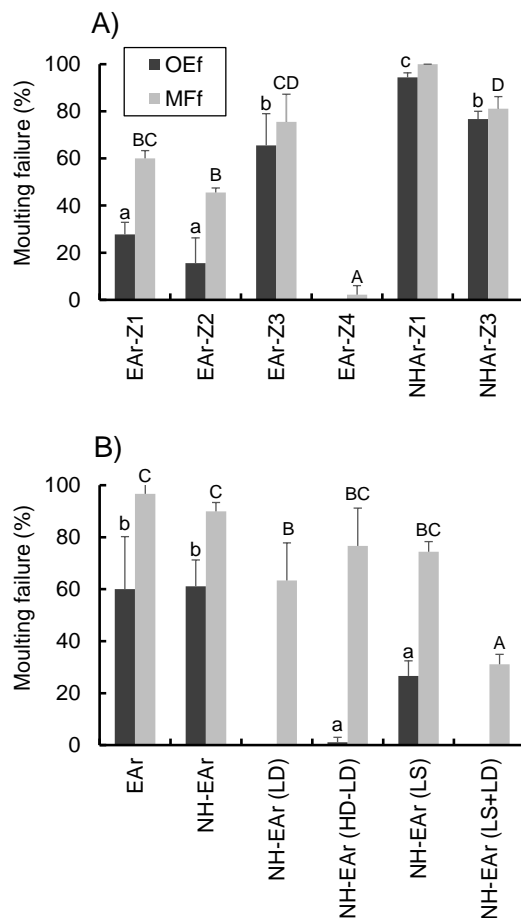 A)
Moulting failure (%)
100
80
60
40
20
0
OEf
MFf
a
BC
a
B
b
CD
A
c
b
D
EAr-Z1
EAr-Z2
EAr-Z3
EAr-Z4
NHAr-Z1
NHAr-Z3
B)
Moulting failure (%)
100
80
60
40
20
0
b
C
b
C
B
a
BC
a
BC
A
EAr
NH-EAr
NH-EAr (LD)
NH-EAr (HD-LD)
NH-EAr (LS)
NH-EAr (LS+LD)